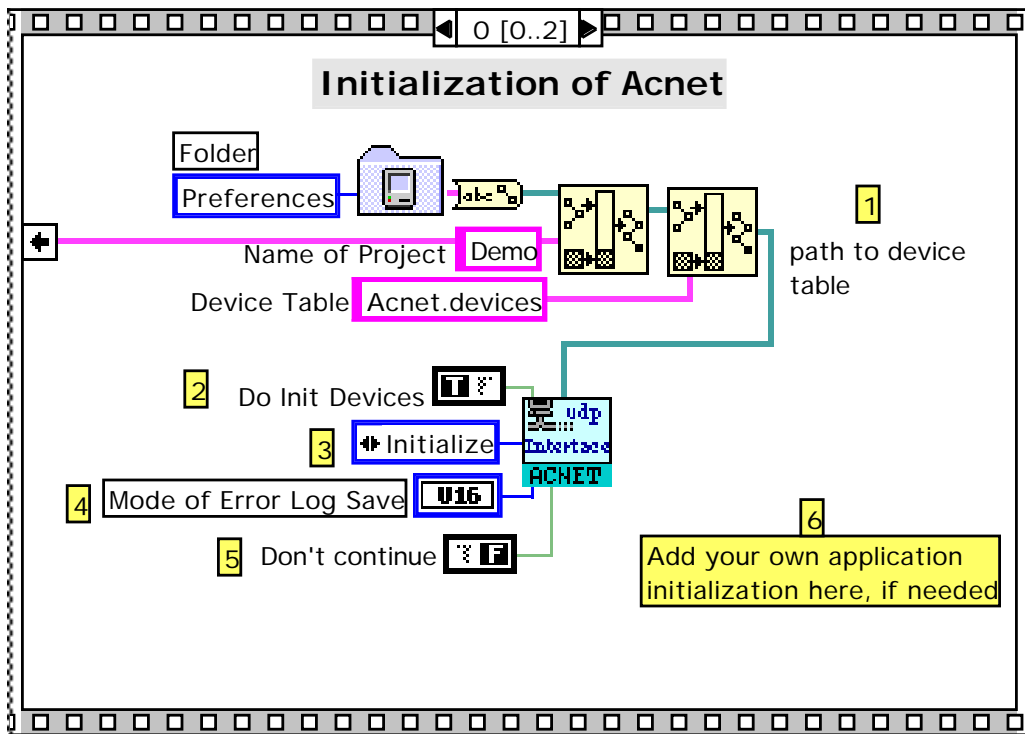 0 [0..2]
Initialization of Acnet
Folder
Preferences
abc
1
Name of Project Demo
path to device
table
Device Table Acnet.devices
2 Do Init Devices T
udp
3 Initialize
Interface
ACNET
4 Mode of Error Log Save U16
5 Don't continue F
6
Add your own application
initialization here, if needed